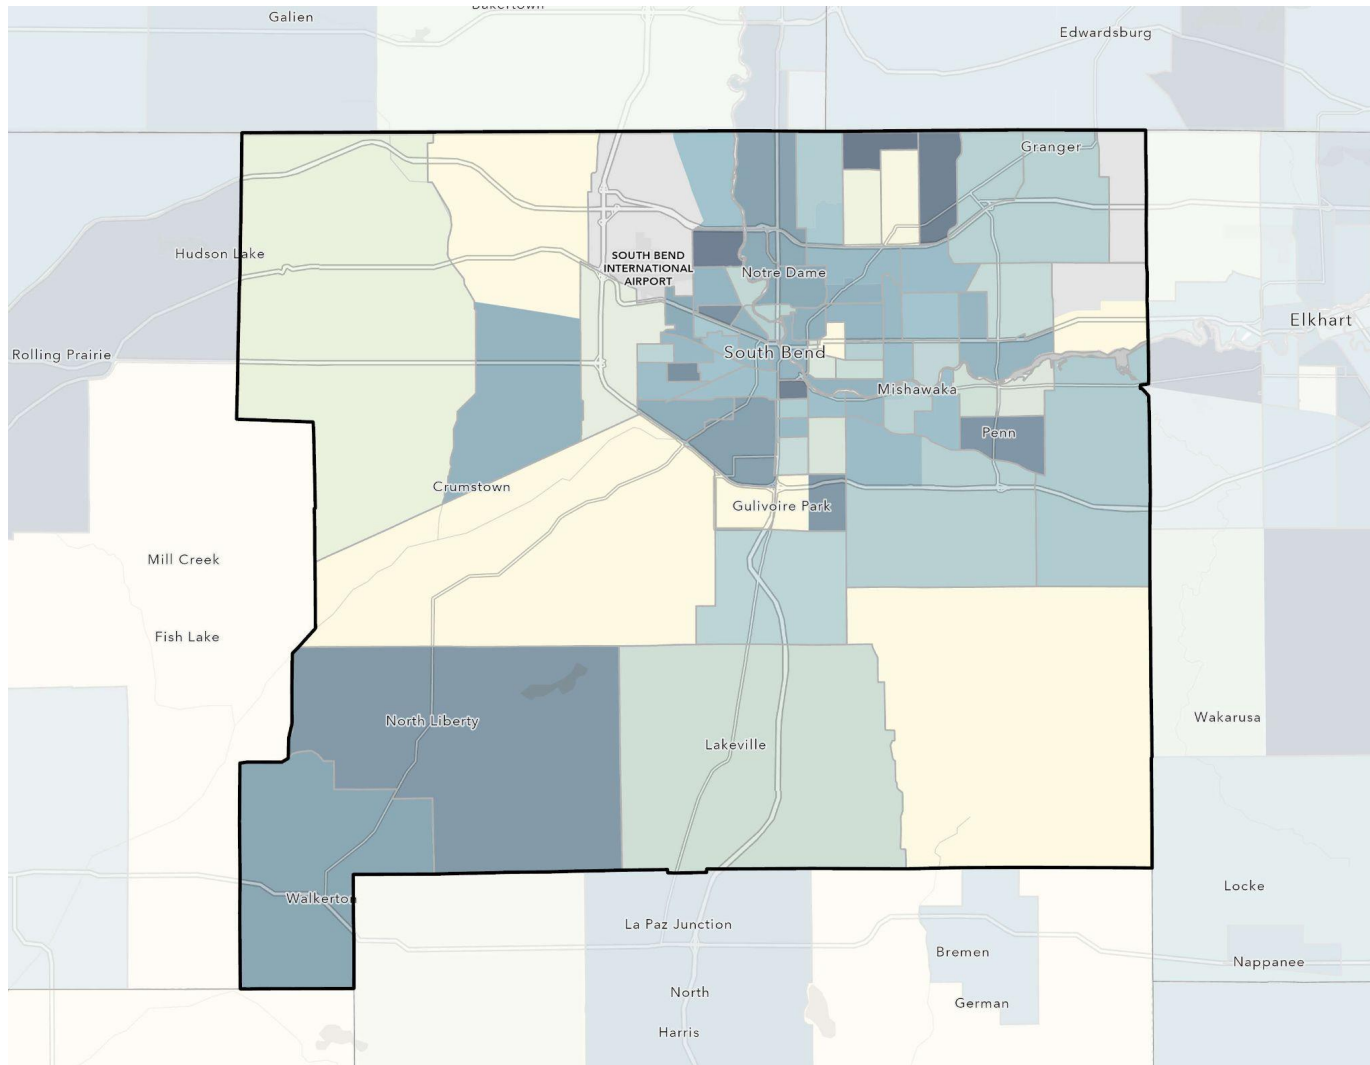 Bakertown
Galien
Edwardsburg
Granger
Hudson Lake
SOUTH BEND
INTERNATIONAL
AIRPORT
Notre Dame
Elkhart
Rolling Prairie
South Bend
Mishawaka
Penn
Crumstown
Gulivoire Park
Mill Creek
Fish Lake
North Liberty
Lakeville
Wakarusa
Walkerton
Locke
La Paz Junction
Bremen
Nappanee
North
German
Harris